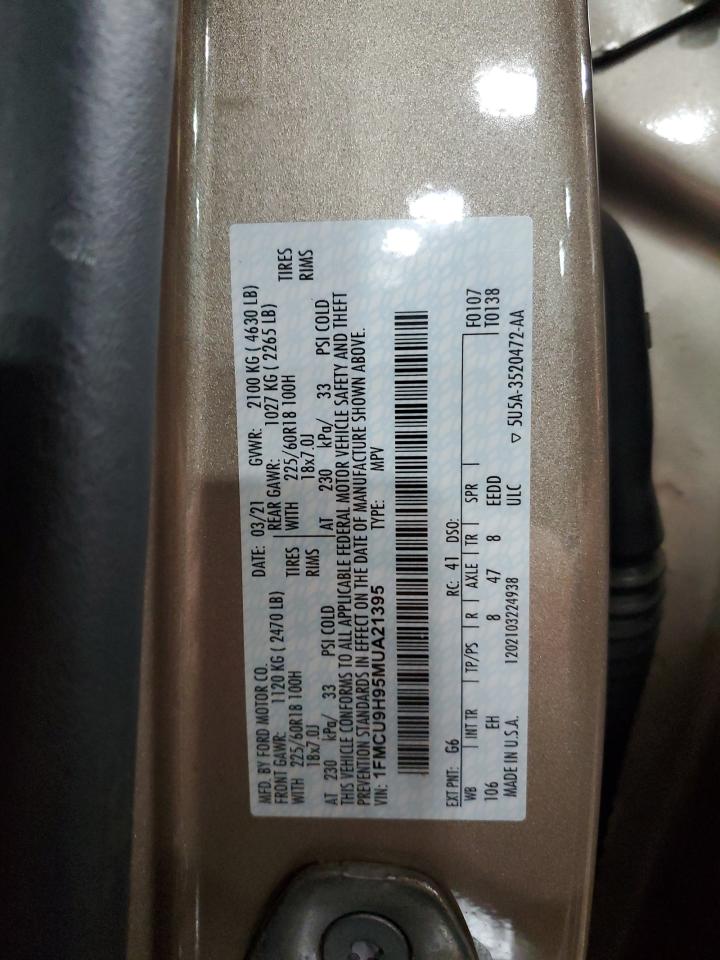 MFD. BY FORD MOTOR CO. DATE: 03/21 GVWR: 2100 KG ( 4630 LB)
FRONT GAWR: 1120 KG ( 2470 LB) REAR GAWR: 1027 KG ( 2265 LB)
WITH 225/60R18 100H TIRES WITH 225/60R18 100H TIRES
18x7.0J RIMS 18x7.0J RIMS
AT 230 kPa/ 33 PSI COLD AT 230 kPa/ 33 PSI COLD
THIS VEHICLE CONFORMS TO ALL APPLICABLE FEDERAL MOTOR VEHICLE SAFETY AND THEFT
PREVENTION STANDARDS IN EFFECT ON THE DATE OF MANUFACTURE SHOWN ABOVE.
VIN: 1FMCU9H95MUA21395 TYPE: MPV
EXT PNT: G6 RC: 41 DSO: F0107
WB INT TR TP/PS R AXLE TR SPR T0138
106 EH 8 47 8 EEDD
MADE IN U.S.A. 1202103224938 ULC ▽ 5U5A-3520472-AA